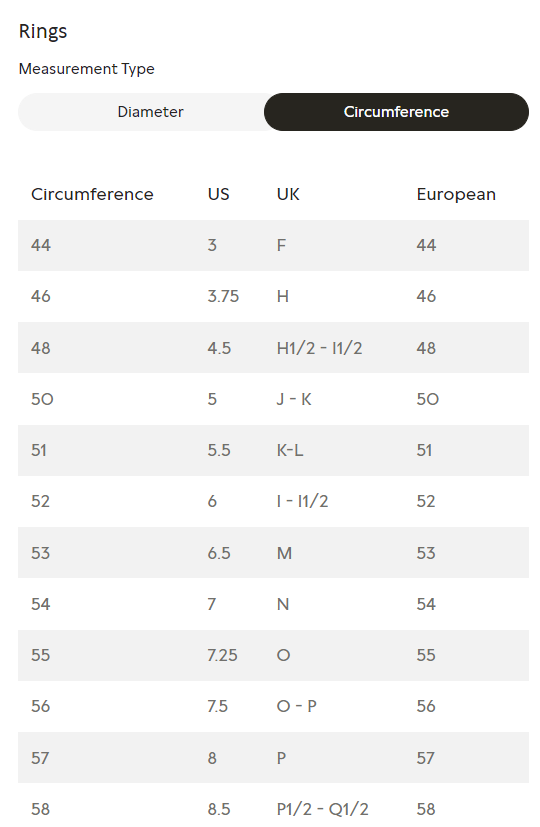 Rings
Measurement Type
Diameter Circumference
Circumference US UK European
44 3 F 44
46 3.75 H 46
48 4.5 H1/2 - I1/2 48
50 5 J - K 50
51 5.5 K-L 51
52 6 I - I1/2 52
53 6.5 M 53
54 7 N 54
55 7.25 O 55
56 7.5 O - P 56
57 8 P 57
58 8.5 P1/2 - Q1/2 58